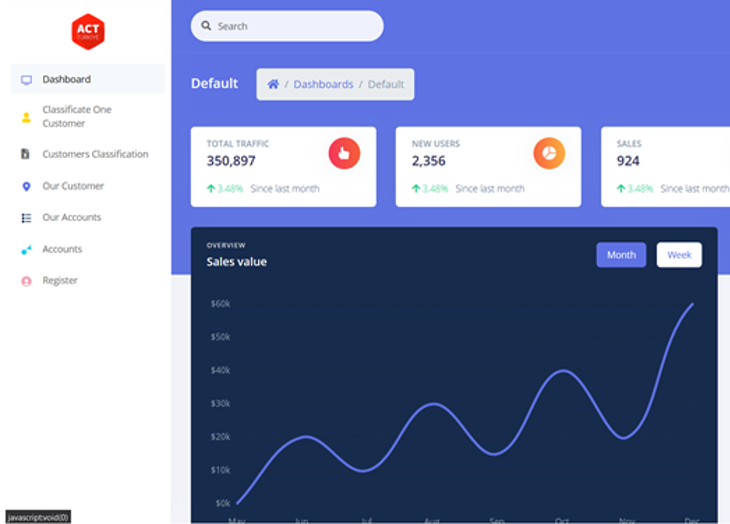 ACT
TÜRKİYE
Search
Dashboard
Classificate One
Customer
Customers Classification
Our Customer
Our Accounts
Accounts
Register
Default
/ Dashboards / Default
TOTAL TRAFFIC
350,897
3.48% Since last month
NEW USERS
2,356
3.48% Since last month
SALES
924
3.48% Since last month
OVERVIEW
Sales value
Month
Week
$60k
$50k
$40k
$30k
$20k
$10k
$0k
May Jun Jul Aug Sep Oct Nov Dec
javascript:void(0)